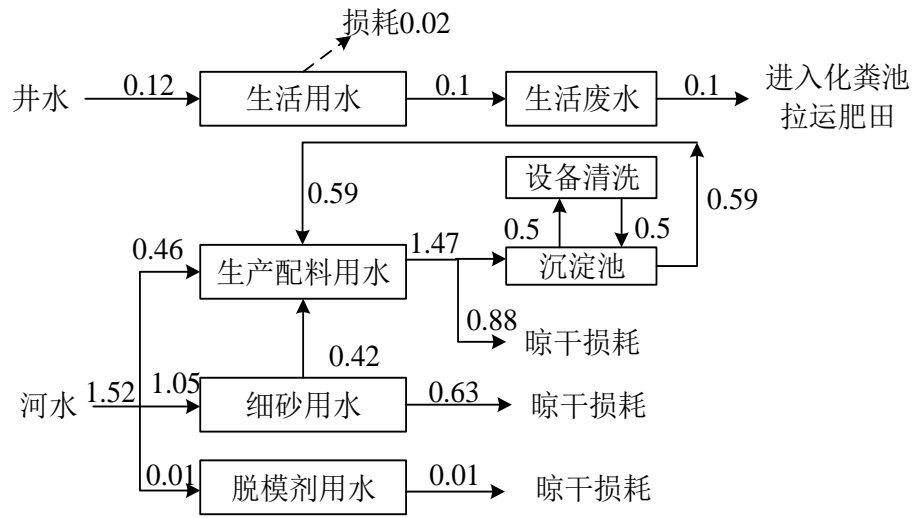 损耗0.02
井水
0.12
生活用水
0.1
生活废水
0.1
进入化粪池
拉运肥田
0.59
设备清洗
0.59
0.5
0.5
0.46
生产配料用水
1.47
沉淀池
0.88
晾干损耗
0.42
河水
1.52
1.05
细砂用水
0.63
晾干损耗
0.01
脱模剂用水
0.01
晾干损耗